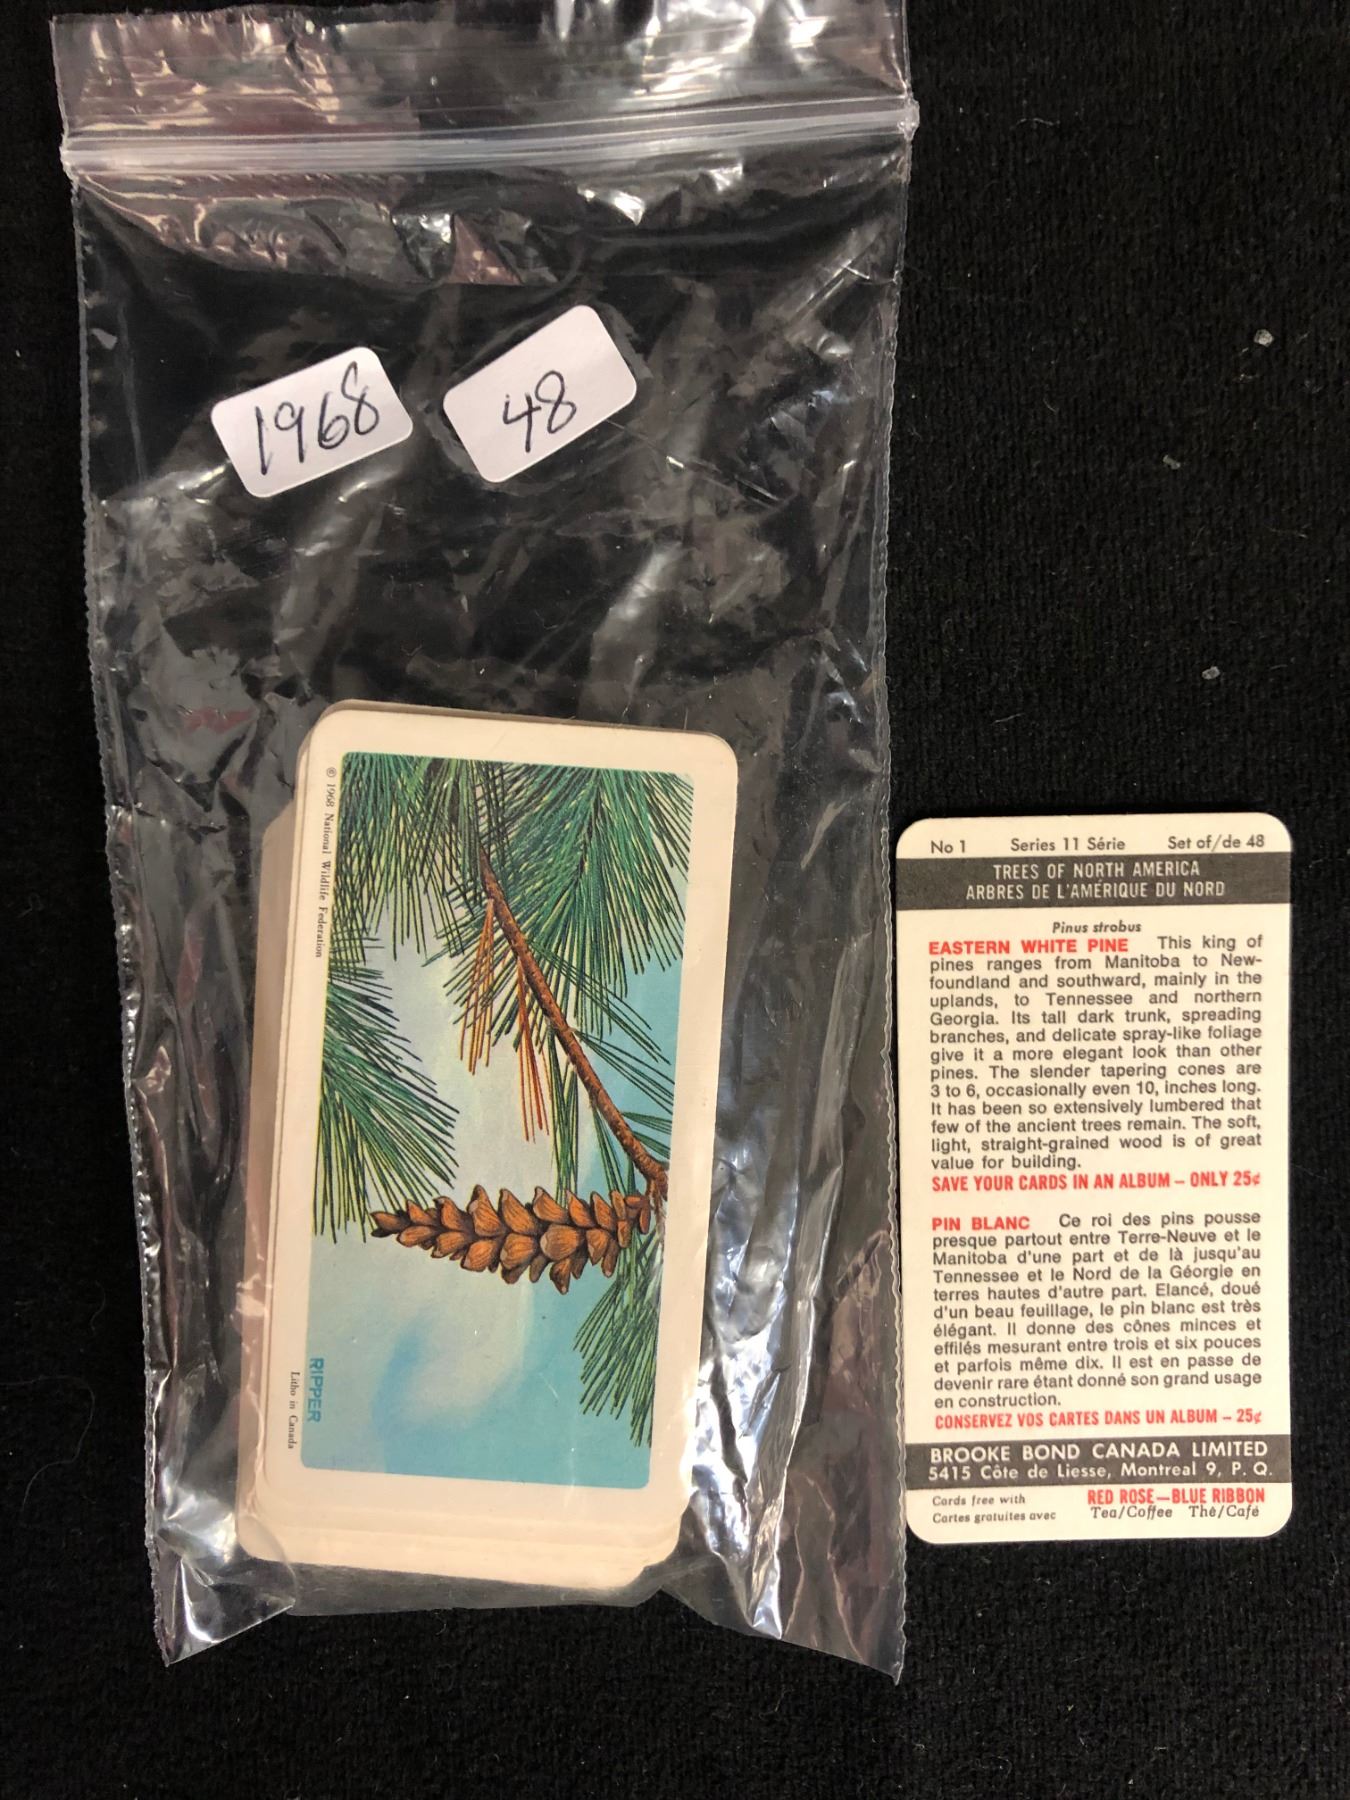 1968
48
© 1968 National Wildlife Federation
RIPPER
Litho in Canada
No 1 Series 11 Série Set of/de 48
TREES OF NORTH AMERICA
ARBRES DE L'AMÉRIQUE DU NORD
Pinus strobus
EASTERN WHITE PINE This king of
pines ranges from Manitoba to New-
foundland and southward, mainly in the
uplands, to Tennessee and northern
Georgia. Its tall dark trunk, spreading
branches, and delicate spray-like foliage
give it a more elegant look than other
pines. The slender tapering cones are
3 to 6, occasionally even 10, inches long.
It has been so extensively lumbered that
few of the ancient trees remain. The soft,
light, straight-grained wood is of great
value for building.
SAVE YOUR CARDS IN AN ALBUM – ONLY 25¢
PIN BLANC Ce roi des pins pousse
presque partout entre Terre-Neuve et le
Manitoba d'une part et de là jusqu'au
Tennessee et le Nord de la Géorgie en
terres hautes d'autre part. Elancé, doué
d'un beau feuillage, le pin blanc est très
élégant. Il donne des cônes minces et
effilés mesurant entre trois et six pouces
et parfois même dix. Il est en passe de
devenir rare étant donné son grand usage
en construction.
CONSERVEZ VOS CARTES DANS UN ALBUM – 25¢
BROOKE BOND CANADA LIMITED
5415 Côte de Liesse, Montreal 9, P. Q.
Cards free with RED ROSE—BLUE RIBBON
Cartes gratuites avec Tea/Coffee Thé/Café